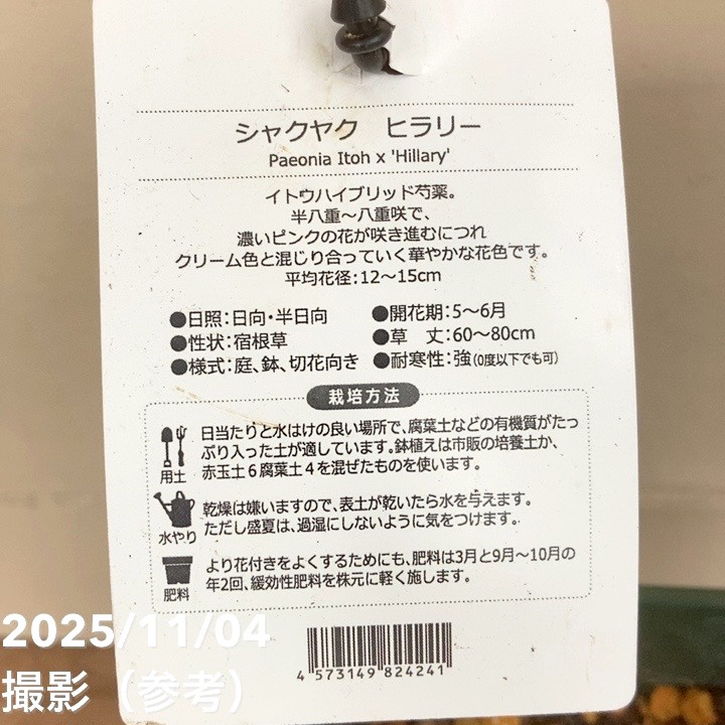 シャクヤク ヒラリー
Paeonia Itoh x 'Hillary'
イトウハイブリッド芍薬。
半八重～八重咲で、
濃いピンクの花が咲き進むにつれ
クリーム色と混じり合っていく華やかな花色です。
平均花径：12～15cm
●日照：日向・半日向 ●開花期：5～6月
●性状：宿根草 ●草 丈：60～80cm
●様式：庭、鉢、切花向き ●耐寒性：強（0度以下でも可）
栽培方法
日当たりと水はけの良い場所で、腐葉土などの有機質がたっ
ぷり入った土が適しています。鉢植えは市販の培養土か、
赤玉土６腐葉土４を混ぜたものを使います。
用土
乾燥は嫌いますので、表土が乾いたら水を与えます。
ただし盛夏は、過湿にしないように気をつけます。
水やり
より花付きをよくするためにも、肥料は3月と9月～10月の
年2回、緩効性肥料を株元に軽く施します。
肥料
4 573149 824241
2025/11/04
撮影（参考）